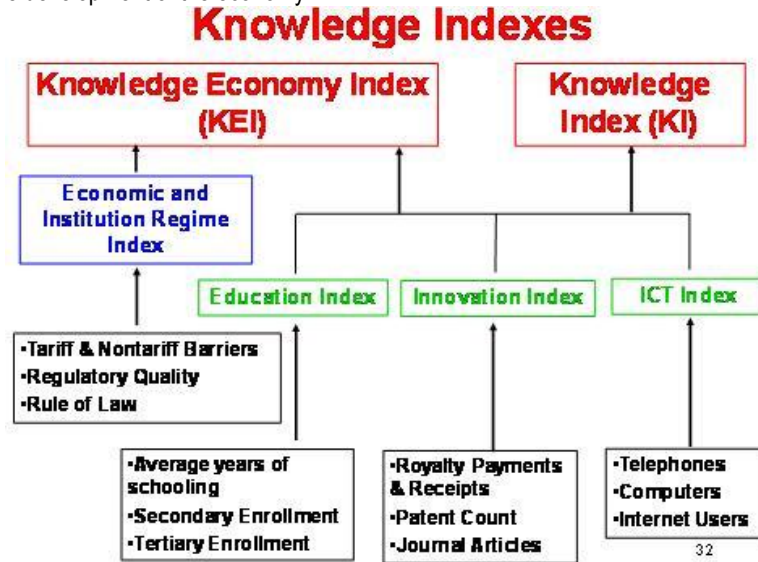 Knowledge Indexes
Knowledge Economy Index
(KEI)
Knowledge
Index (KI)
Economic and
Institution Regime
Index
Education Index
Innovation Index
ICT Index
•Tariff & Nontariff Barriers
•Regulatory Quality
•Rule of Law
•Average years of
schooling
•Secondary Enrollment
•Tertiary Enrollment
•Royalty Payments
& Receipts
•Patent Count
•Journal Articles
•Telephones
•Computers
•Internet Users
32